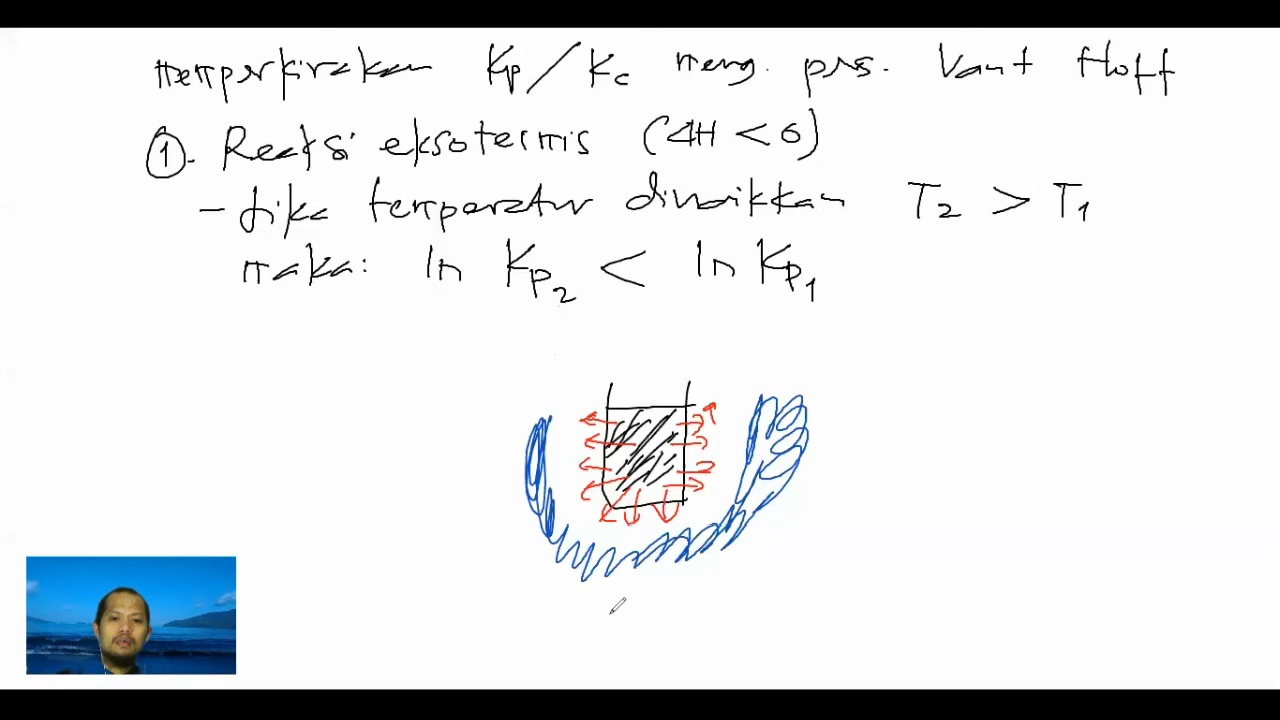 Memperkirakan Kp/Kc meng. prs. Vant Hoff
①. Reaksi eksotermis (ΔH < 0)
- Jika temperatur dinaikkan T₂ > T₁
maka: ln Kp₂ < ln Kp₁